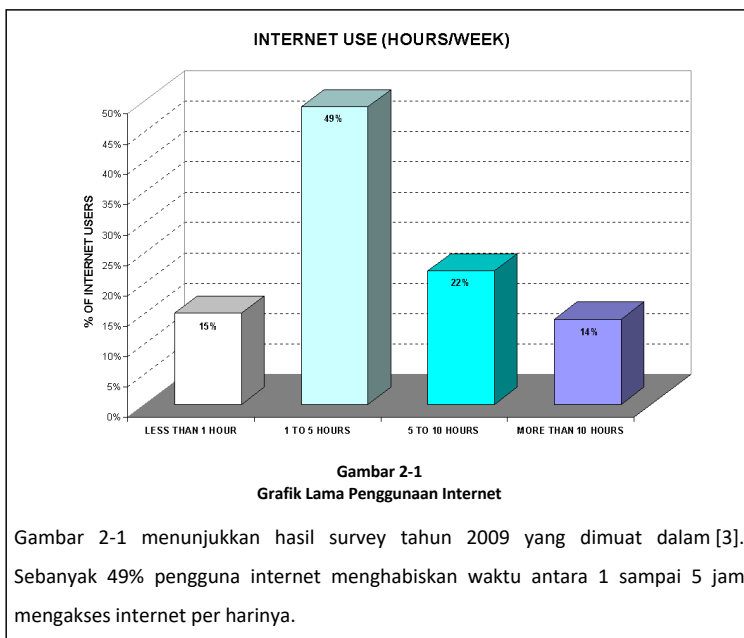 INTERNET USE (HOURS/WEEK)
% OF INTERNET USERS
50%
45%
40%
35%
30%
25%
20%
15%
10%
5%
0%
15%
49%
22%
14%
LESS THAN 1 HOUR
1 TO 5 HOURS
5 TO 10 HOURS
MORE THAN 10 HOURS
Gambar 2-1
Grafik Lama Penggunaan Internet
Gambar 2-1 menunjukkan hasil survey tahun 2009 yang dimuat dalam [3].
Sebanyak 49% pengguna internet menghabiskan waktu antara 1 sampai 5 jam
mengakses internet per harinya.